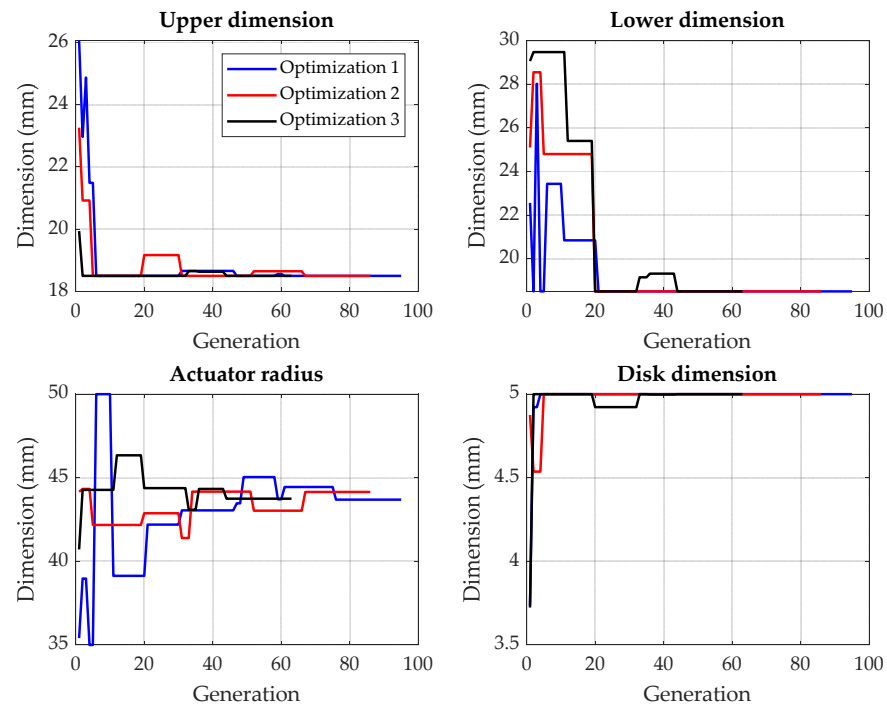 Upper dimension
Dimension (mm)
26
24
22
20
18
0
20
40
60
80
100
Generation
Optimization 1
Optimization 2
Optimization 3
Lower dimension
Dimension (mm)
30
28
26
24
22
20
0
20
40
60
80
100
Generation
Actuator radius
Dimension (mm)
50
45
40
35
0
20
40
60
80
100
Generation
Disk dimension
Dimension (mm)
5
4.5
4
3.5
0
20
40
60
80
100
Generation